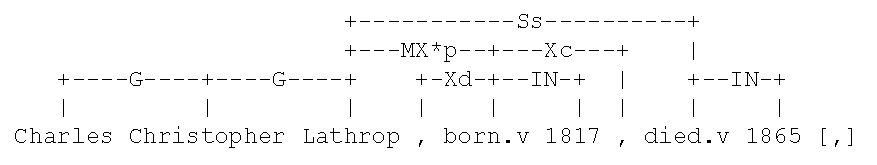 +-----------Ss----------+
+---MX*p--+---Xc---+ |
+----G----+----G----+ +-Xd-+--IN-+ | +--IN-+
| | | | | | | | |
Charles Christopher Lathrop , born.v 1817 , died.v 1865 [,]